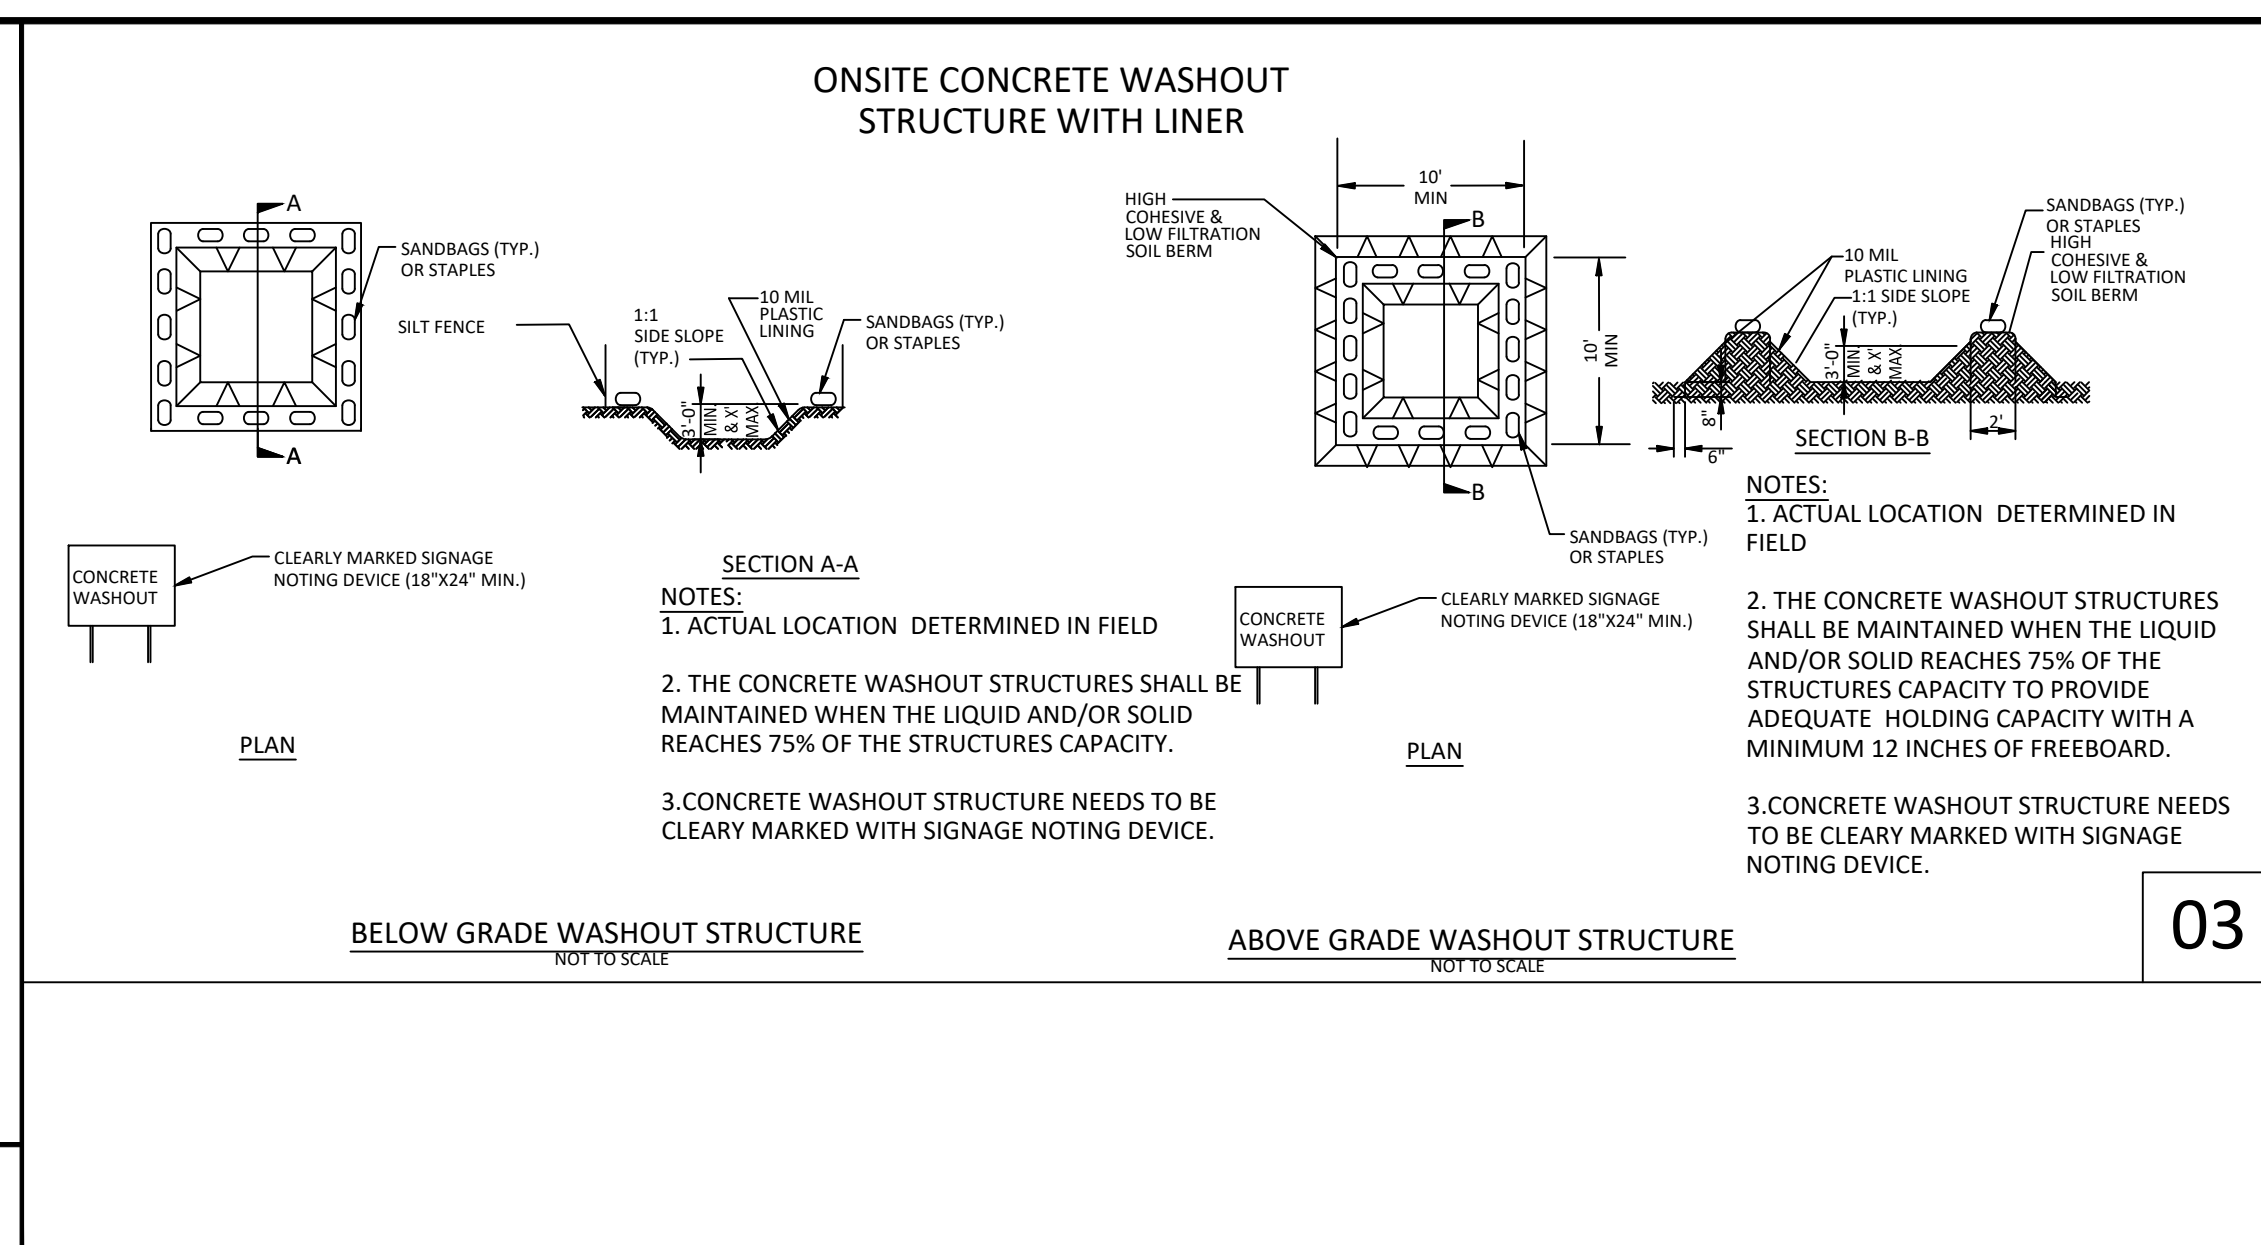 ONSITE CONCRETE WASHOUT
STRUCTURE WITH LINER
A
A
SANDBAGS (TYP.)
OR STAPLES
SILT FENCE
1:1
SIDE SLOPE
(TYP.)
10 MIL
PLASTIC
LINING
SANDBAGS (TYP.)
OR STAPLES
3'-0"
MIN.
& X'
MAX
CONCRETE
WASHOUT
CLEARLY MARKED SIGNAGE
NOTING DEVICE (18"X24" MIN.)
PLAN
SECTION A-A
NOTES:
1. ACTUAL LOCATION DETERMINED IN FIELD
2. THE CONCRETE WASHOUT STRUCTURES SHALL BE
MAINTAINED WHEN THE LIQUID AND/OR SOLID
REACHES 75% OF THE STRUCTURES CAPACITY.
3.CONCRETE WASHOUT STRUCTURE NEEDS TO BE
CLEARY MARKED WITH SIGNAGE NOTING DEVICE.
BELOW GRADE WASHOUT STRUCTURE
NOT TO SCALE
HIGH
COHESIVE &
LOW FILTRATION
SOIL BERM
10'
MIN
B
B
10'
MIN
SANDBAGS (TYP.)
OR STAPLES
CONCRETE
WASHOUT
CLEARLY MARKED SIGNAGE
NOTING DEVICE (18"X24" MIN.)
PLAN
10 MIL
PLASTIC LINING
1:1 SIDE SLOPE
(TYP.)
SANDBAGS (TYP.)
OR STAPLES
HIGH
COHESIVE &
LOW FILTRATION
SOIL BERM
3'-0"
MIN.
& X'
MAX.
8"
6"
2'
SECTION B-B
NOTES:
1. ACTUAL LOCATION DETERMINED IN
FIELD
2. THE CONCRETE WASHOUT STRUCTURES
SHALL BE MAINTAINED WHEN THE LIQUID
AND/OR SOLID REACHES 75% OF THE
STRUCTURES CAPACITY TO PROVIDE
ADEQUATE HOLDING CAPACITY WITH A
MINIMUM 12 INCHES OF FREEBOARD.
3.CONCRETE WASHOUT STRUCTURE NEEDS
TO BE CLEARY MARKED WITH SIGNAGE
NOTING DEVICE.
ABOVE GRADE WASHOUT STRUCTURE
NOT TO SCALE
03